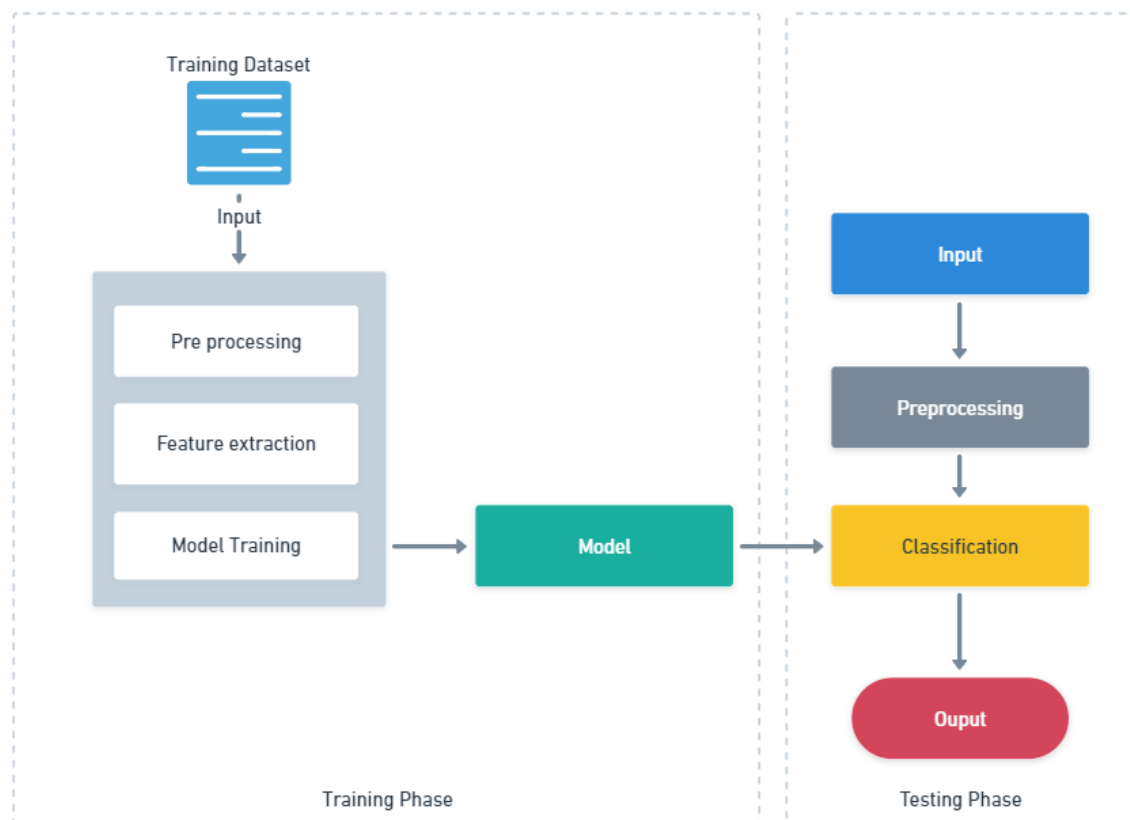 Training Dataset
Input
Pre processing
Feature extraction
Model Training
Model
Training Phase
Input
Preprocessing
Classification
Ouput
Testing Phase